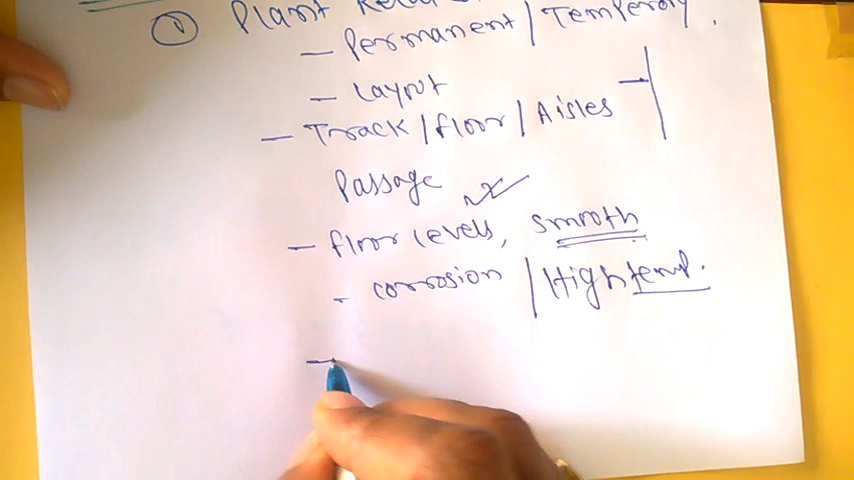 ① Plant
- Permanent / Temperory.
- Layout
- Track / floor / Aisles
Passage
- floor levels, smooth
- corrosion / High temp.
-